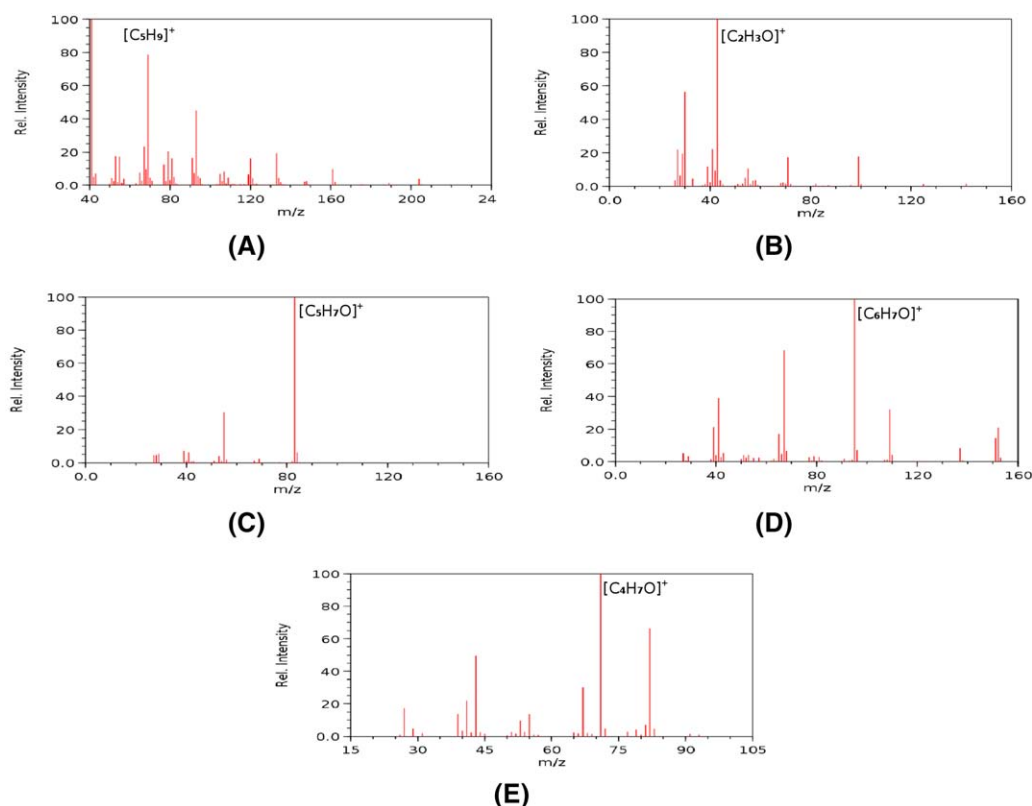 100
80
60
40
20
0.0
Rel. Intensity
[C₅H₉]⁺
40 80 120 160 200 24
m/z
(A)
100
80
60
40
20
0.0
Rel. Intensity
[C₂H₃O]⁺
0.0 40 80 120 160
m/z
(B)
100
80
60
40
20
0.0
Rel. Intensity
[C₅H₇O]⁺
0.0 40 80 120 160
m/z
(C)
100
80
60
40
20
0.0
Rel. Intensity
[C₆H₇O]⁺
0.0 40 80 120 160
m/z
(D)
100
80
60
40
20
0.0
Rel. Intensity
[C₄H₇O]⁺
15 30 45 60 75 90 105
m/z
(E)